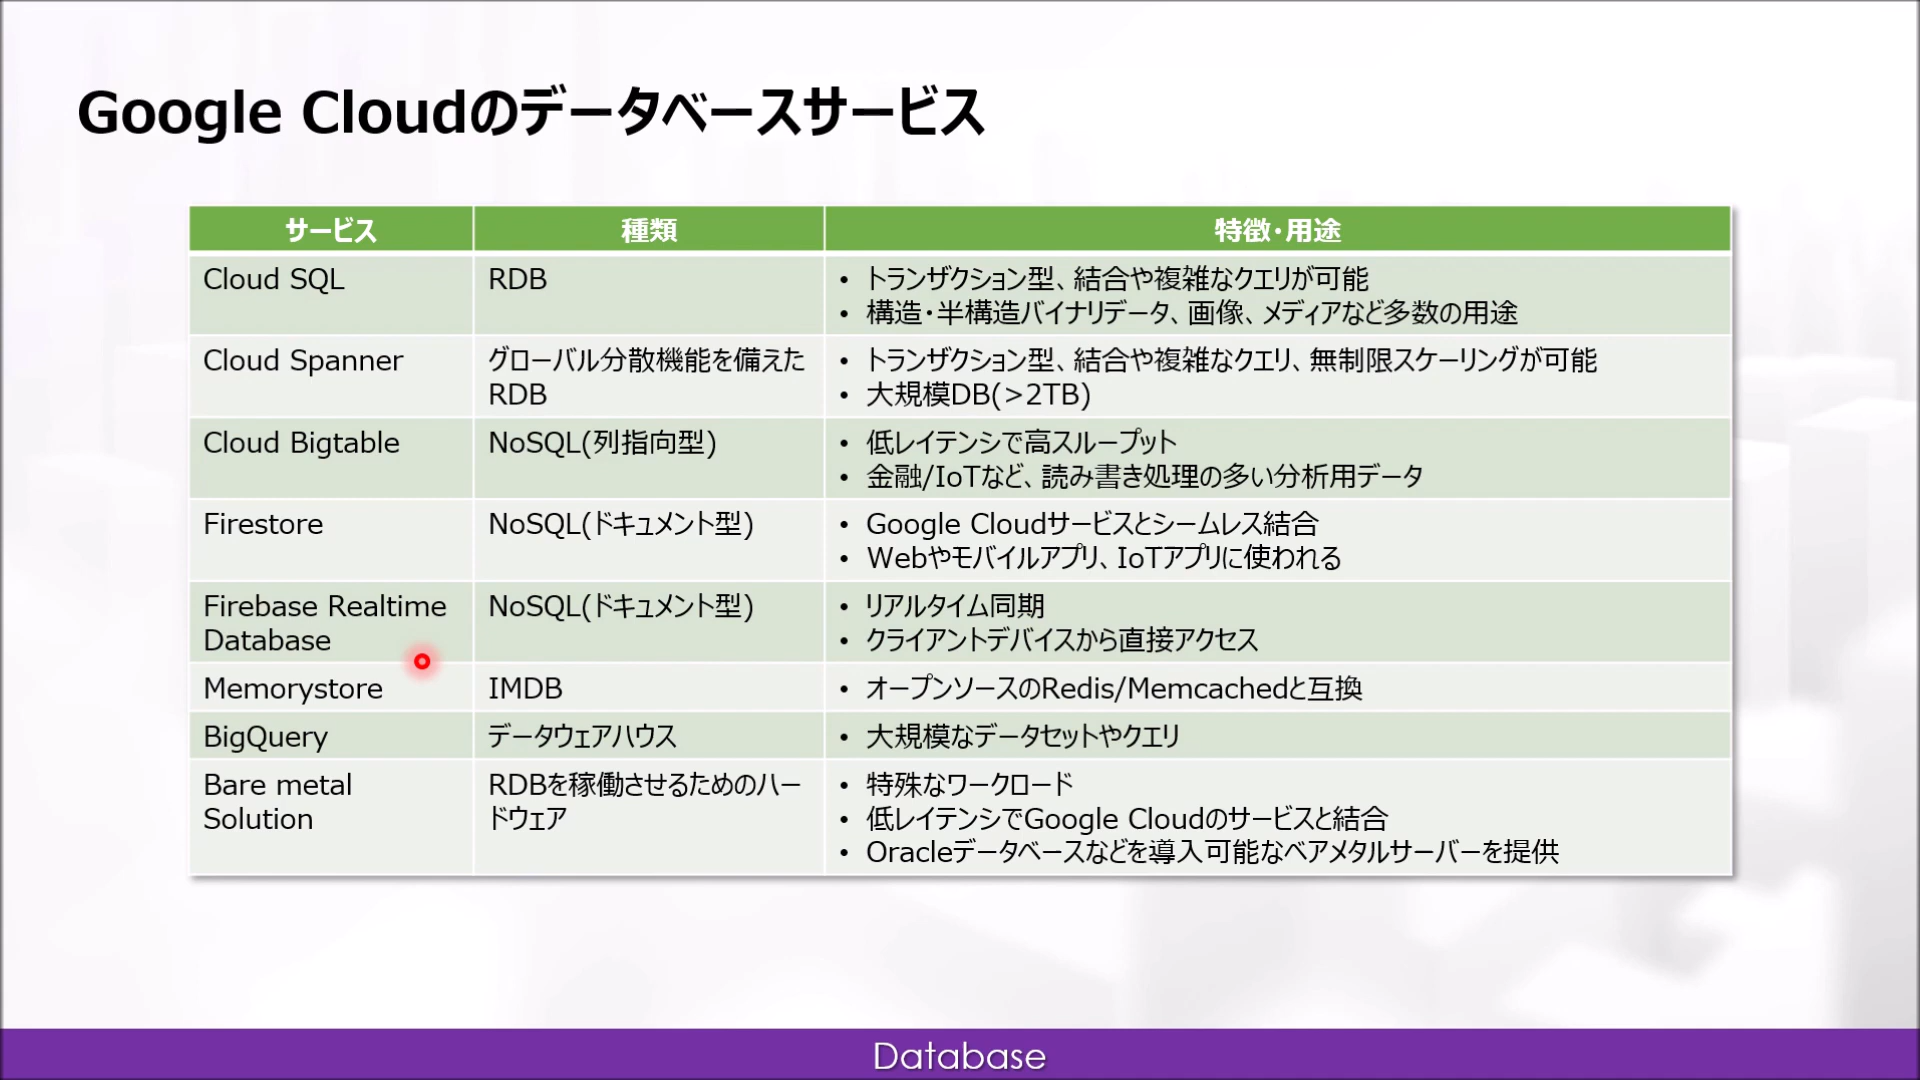 Google Cloudのデータベースサービス
サービス 種類 特徴・用途
Cloud SQL RDB • トランザクション型、結合や複雑なクエリが可能
• 構造・半構造バイナリデータ、画像、メディアなど多数の用途
Cloud Spanner グローバル分散機能を備えた • トランザクション型、結合や複雑なクエリ、無制限スケーリングが可能
RDB • 大規模DB(>2TB)
Cloud Bigtable NoSQL(列指向型) • 低レイテンシで高スループット
• 金融/IoTなど、読み書き処理の多い分析用データ
Firestore NoSQL(ドキュメント型) • Google Cloudサービスとシームレス結合
• Webやモバイルアプリ、IoTアプリに使われる
Firebase Realtime NoSQL(ドキュメント型) • リアルタイム同期
Database • クライアントデバイスから直接アクセス
Memorystore IMDB • オープンソースのRedis/Memcachedと互換
BigQuery データウェアハウス • 大規模なデータセットやクエリ
Bare metal RDBを稼働させるためのハー • 特殊なワークロード
Solution ドウェア • 低レイテンシでGoogle Cloudのサービスと結合
• Oracleデータベースなどを導入可能なベアメタルサーバーを提供
Database